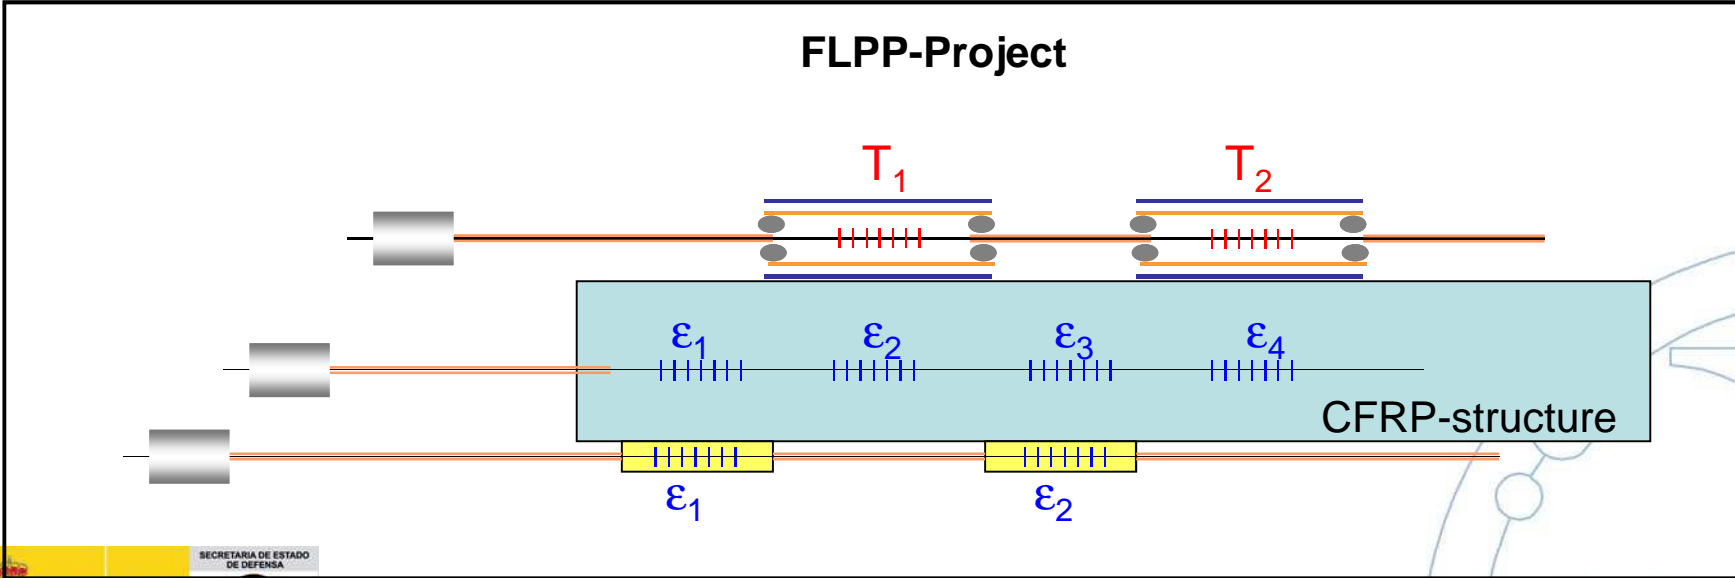 FLPP-Project
T1 T2
ε1 ε2 ε3 ε4
CFRP-structure
ε1 ε2
SECRETARIA DE ESTADO
DE DEFENSA